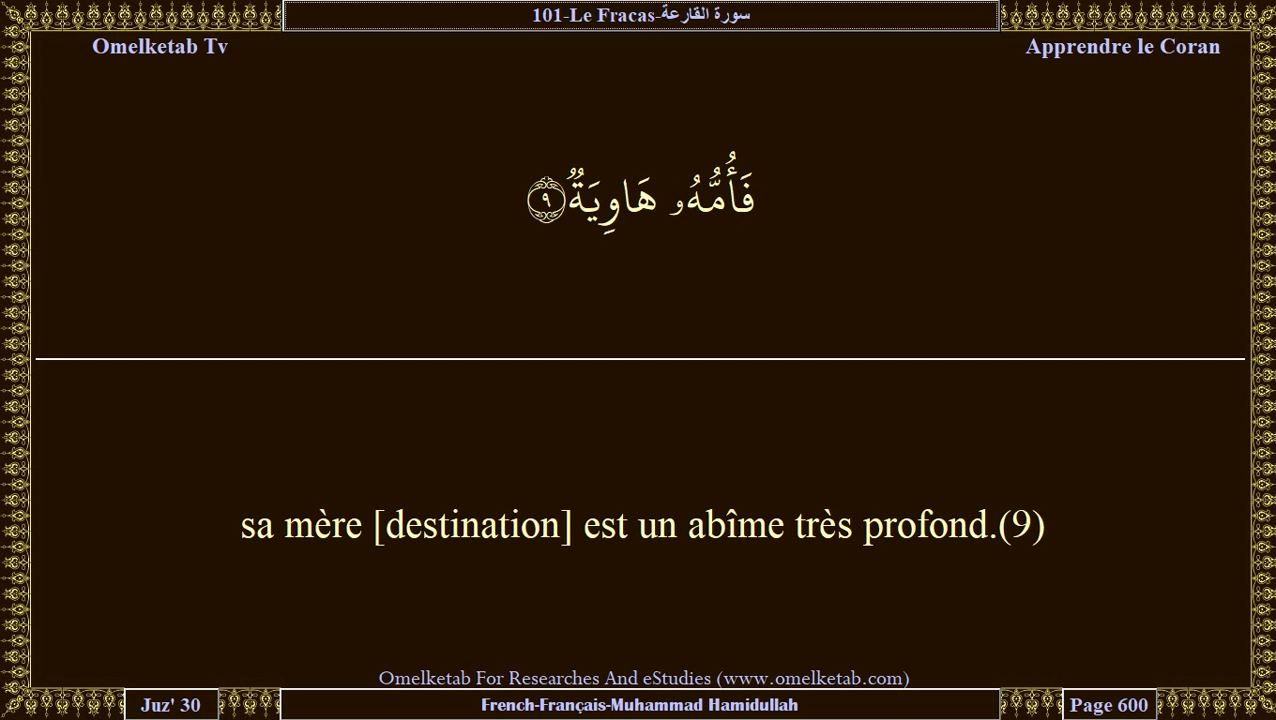 101-Le Fracas-سورة القارعة
Omelketab Tv
Apprendre le Coran
فَأُمُّهُۥ هَاوِيَةٌ ۝٩
sa mère [destination] est un abîme très profond.(9)
Omelketab For Researches And eStudies (www.omelketab.com)
Juz' 30
French-Français-Muhammad Hamidullah
Page 600